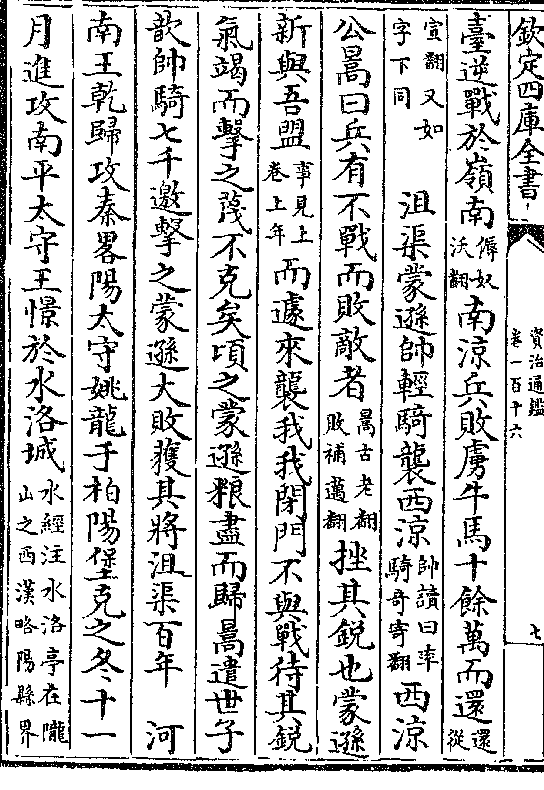 欽定四庫全書
資治通鑑
卷一百十六
七
臺逆戰於嶺南傉奴沃翻南涼兵敗虜牛馬十餘萬而還還從
宣翻又如字下同 沮渠蒙遜帥輕騎襲西涼帥讀曰率騎奇寄翻西涼
公暠曰兵有不戰而敗敵者暠古老翻敗補邁翻挫其鋭也蒙遜
新與吾盟事見上卷上年而遽來襲我我閉門不與戰待其鋭
氣竭而擊之蔑不克矣頃之蒙遜糧盡而歸暠遣世子
歆帥騎七千邀擊之蒙遜大敗獲其將沮渠百年 河
南王乾歸攻秦畧陽太守姚龍于柏陽堡克之冬十一
月進攻南平太守王憬於水洛城水經注水洛亭在隴山之西漢略陽縣界